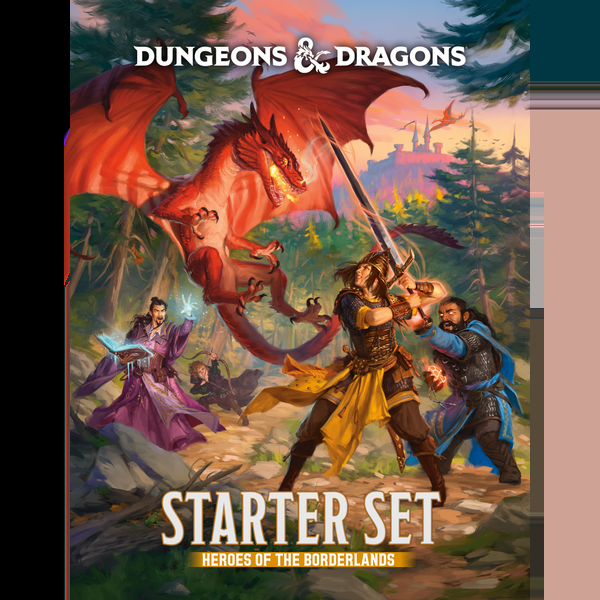 DUNGEONS & DRAGONS
STARTER SET
HEROES OF THE BORDERLANDS